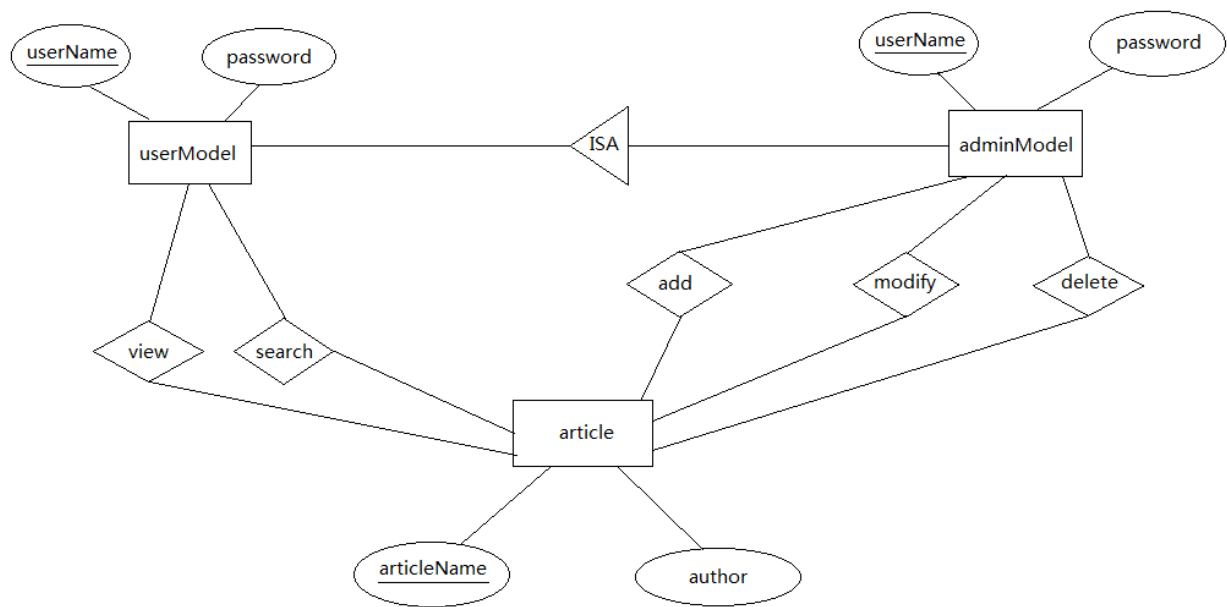 userName
password
userName
password
userModel
ISA
adminModel
add
modify
delete
view
search
article
articleName
author